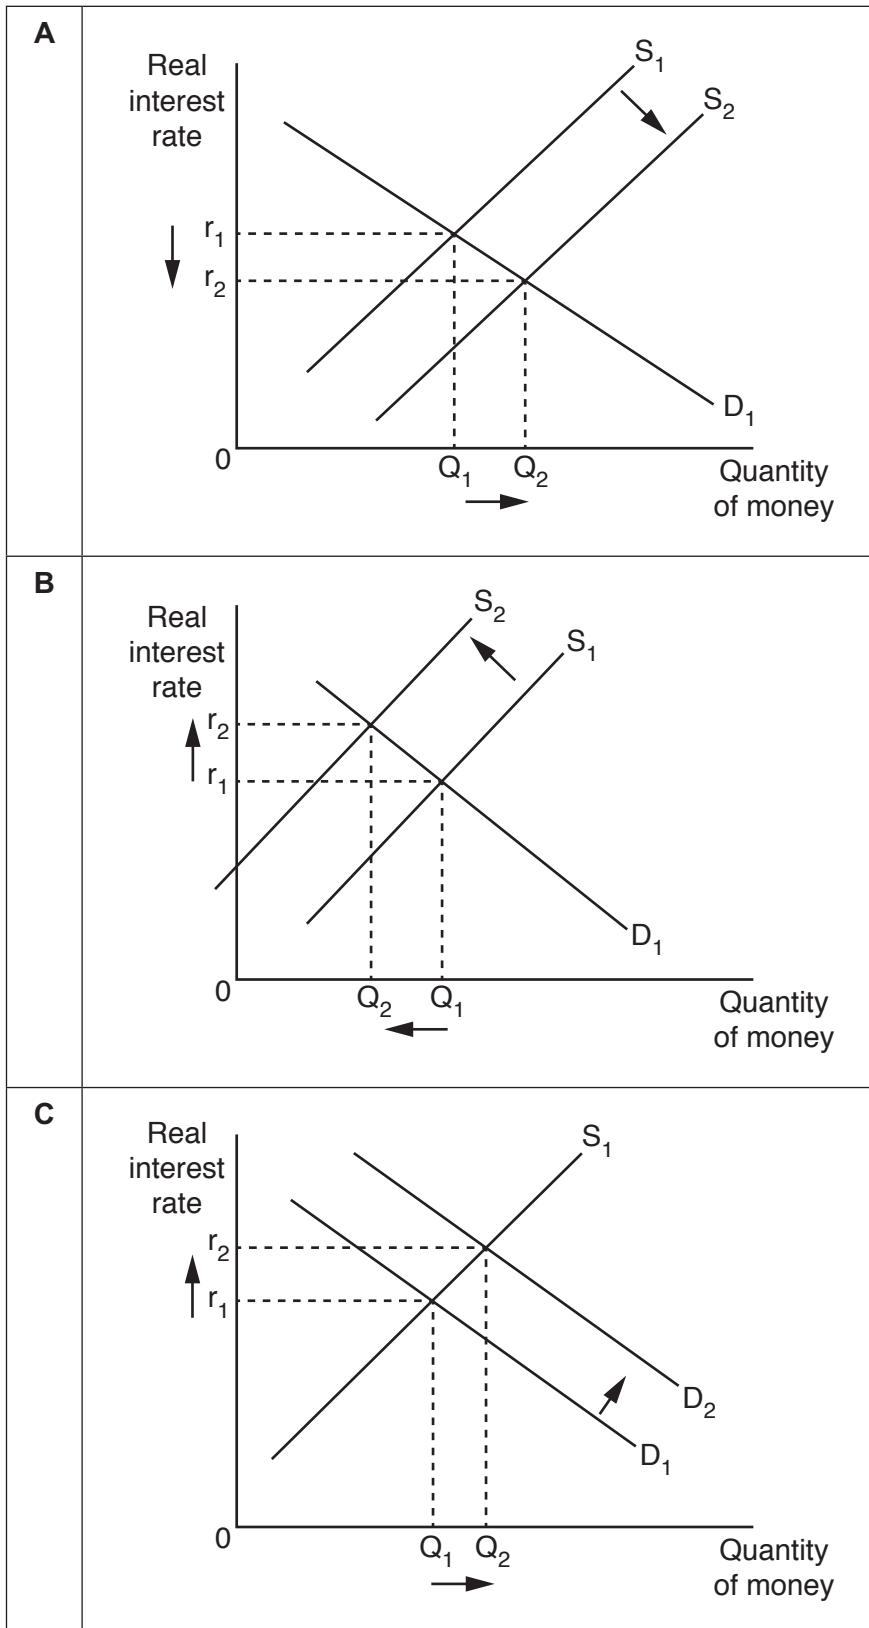 A
Real
interest
rate
S1
S2
r1
r2
D1
0
Q1 Q2
Quantity
of money
B
Real
interest
rate
S2
S1
r2
r1
D1
0
Q2 Q1
Quantity
of money
C
Real
interest
rate
S1
r2
r1
D2
D1
0
Q1 Q2
Quantity
of money